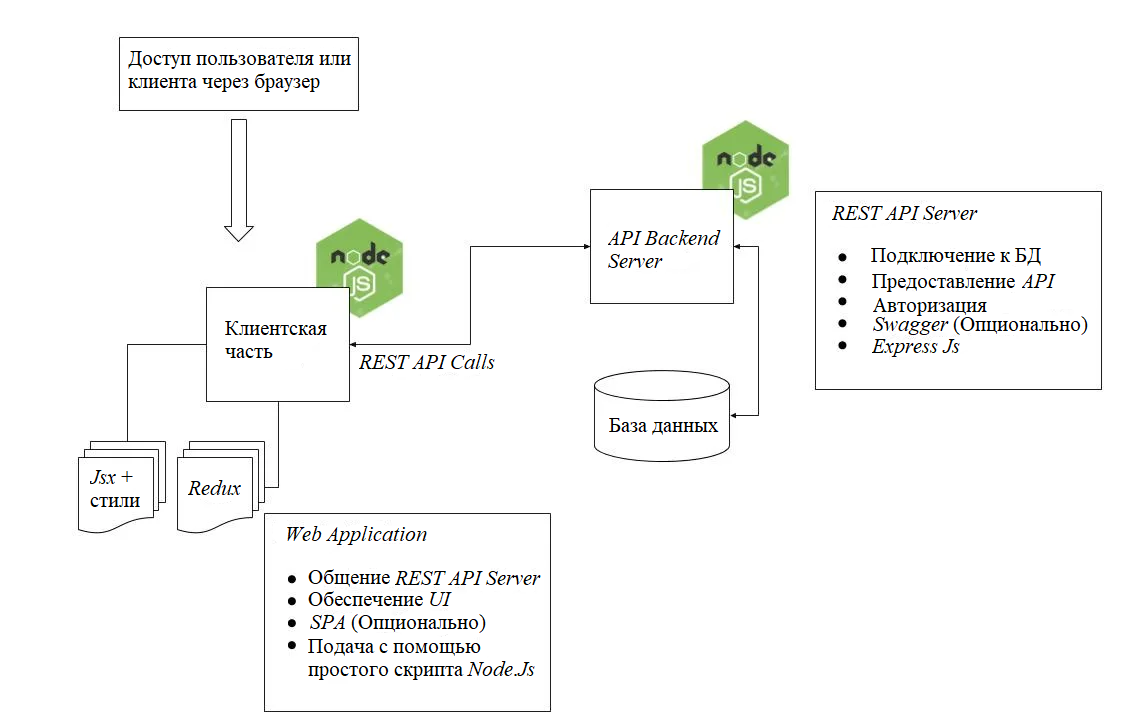 Доступ пользователя или
клиента через браузер
node
JS
node
JS
API Backend
Server
REST API Server
Подключение к БД
Предоставление API
Авторизация
Swagger (Опционально)
Express Js
Клиентская
часть
REST API Calls
База данных
Jsx +
стили
Redux
Web Application
Общение REST API Server
Обеспечение UI
SPA (Опционально)
Подача с помощью
простого скрипта Node.Js